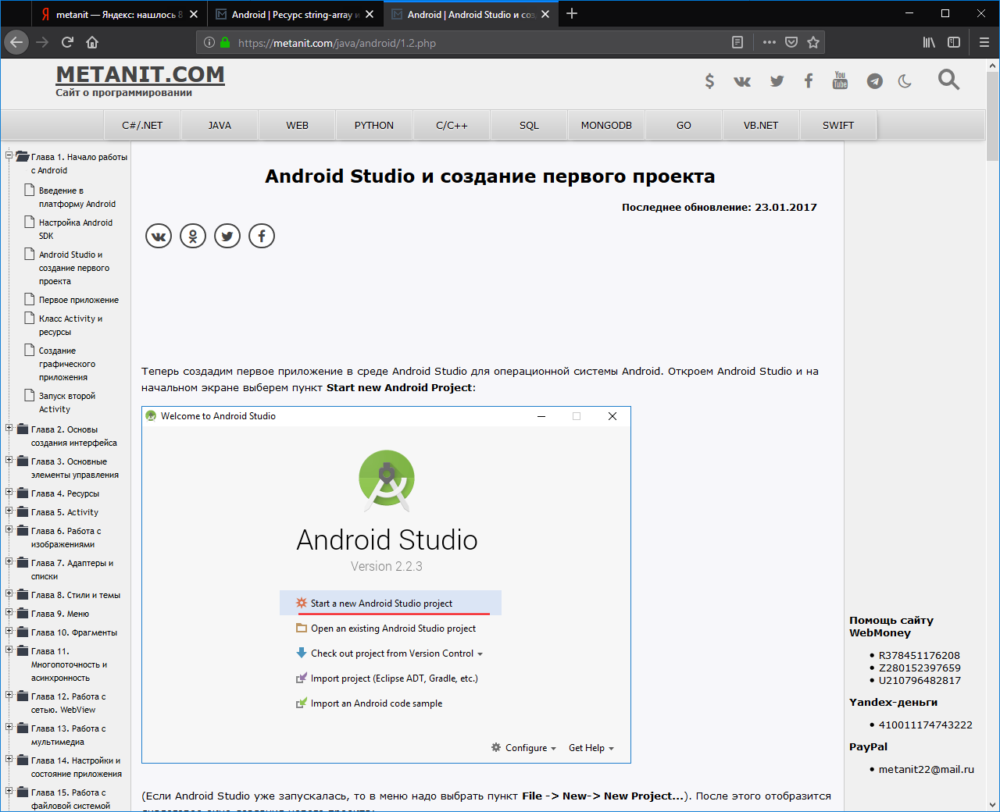 metanit — Яндекс: нашлось 8
Android | Ресурс string-array и
Android | Android Studio и соз
https://metanit.com/java/android/1.2.php
METANIT.COM
Сайт о программировании
C#/.NET JAVA WEB PYTHON C/C++ SQL MONGODB GO VB.NET SWIFT
Глава 1. Начало работы
с Android
Введение в
платформу Android
Настройка Android
SDK
Android Studio и
создание первого
проекта
Первое приложение
Класс Activity и
ресурсы
Создание
графического
приложения
Запуск второй
Activity
Глава 2. Основы
создания интерфейса
Глава 3. Основные
элементы управления
Глава 4. Ресурсы
Глава 5. Activity
Глава 6. Работа с
изображениями
Глава 7. Адаптеры и
списки
Глава 8. Стили и темы
Глава 9. Меню
Глава 10. Фрагменты
Глава 11.
Многопоточность и
асинхронность
Глава 12. Работа с
сетью. WebView
Глава 13. Работа с
мультимедиа
Глава 14. Настройки и
состояние приложения
Глава 15. Работа с
файловой системой
Android Studio и создание первого проекта
Последнее обновление: 23.01.2017
Теперь создадим первое приложение в среде Android Studio для операционной системы Android. Откроем Android Studio и на
начальном экране выберем пункт Start new Android Project:
Welcome to Android Studio
Android Studio
Version 2.2.3
Start a new Android Studio project
Open an existing Android Studio project
Check out project from Version Control
Import project (Eclipse ADT, Gradle, etc.)
Import an Android code sample
Configure Get Help
(Если Android Studio уже запускалась, то в меню надо выбрать пункт File -> New-> New Project...). После этого отобразится
You Tube
Помощь сайту
WebMoney
R378451176208
Z280152397659
U210796482817
Yandex-деньги
410011174743222
PayPal
metanit22@mail.ru